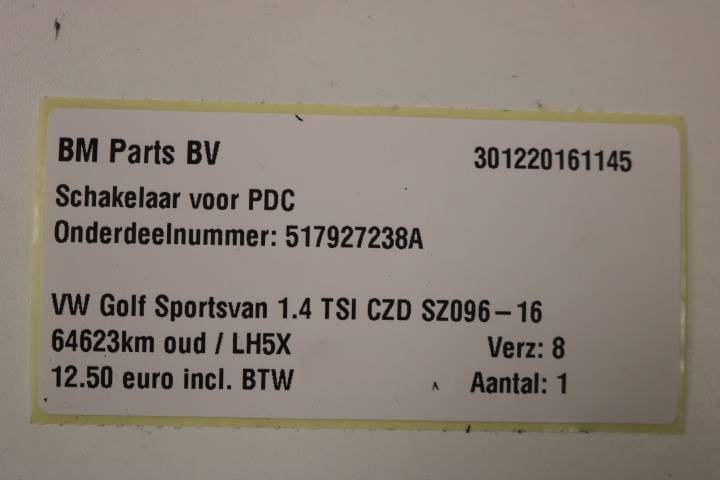 BM Parts BV 301220161145
Schakelaar voor PDC
Onderdeelnummer: 517927238A
VW Golf Sportsvan 1.4 TSI CZD SZ096-16
64623km oud / LH5X Verz: 8
12.50 euro incl. BTW Aantal: 1